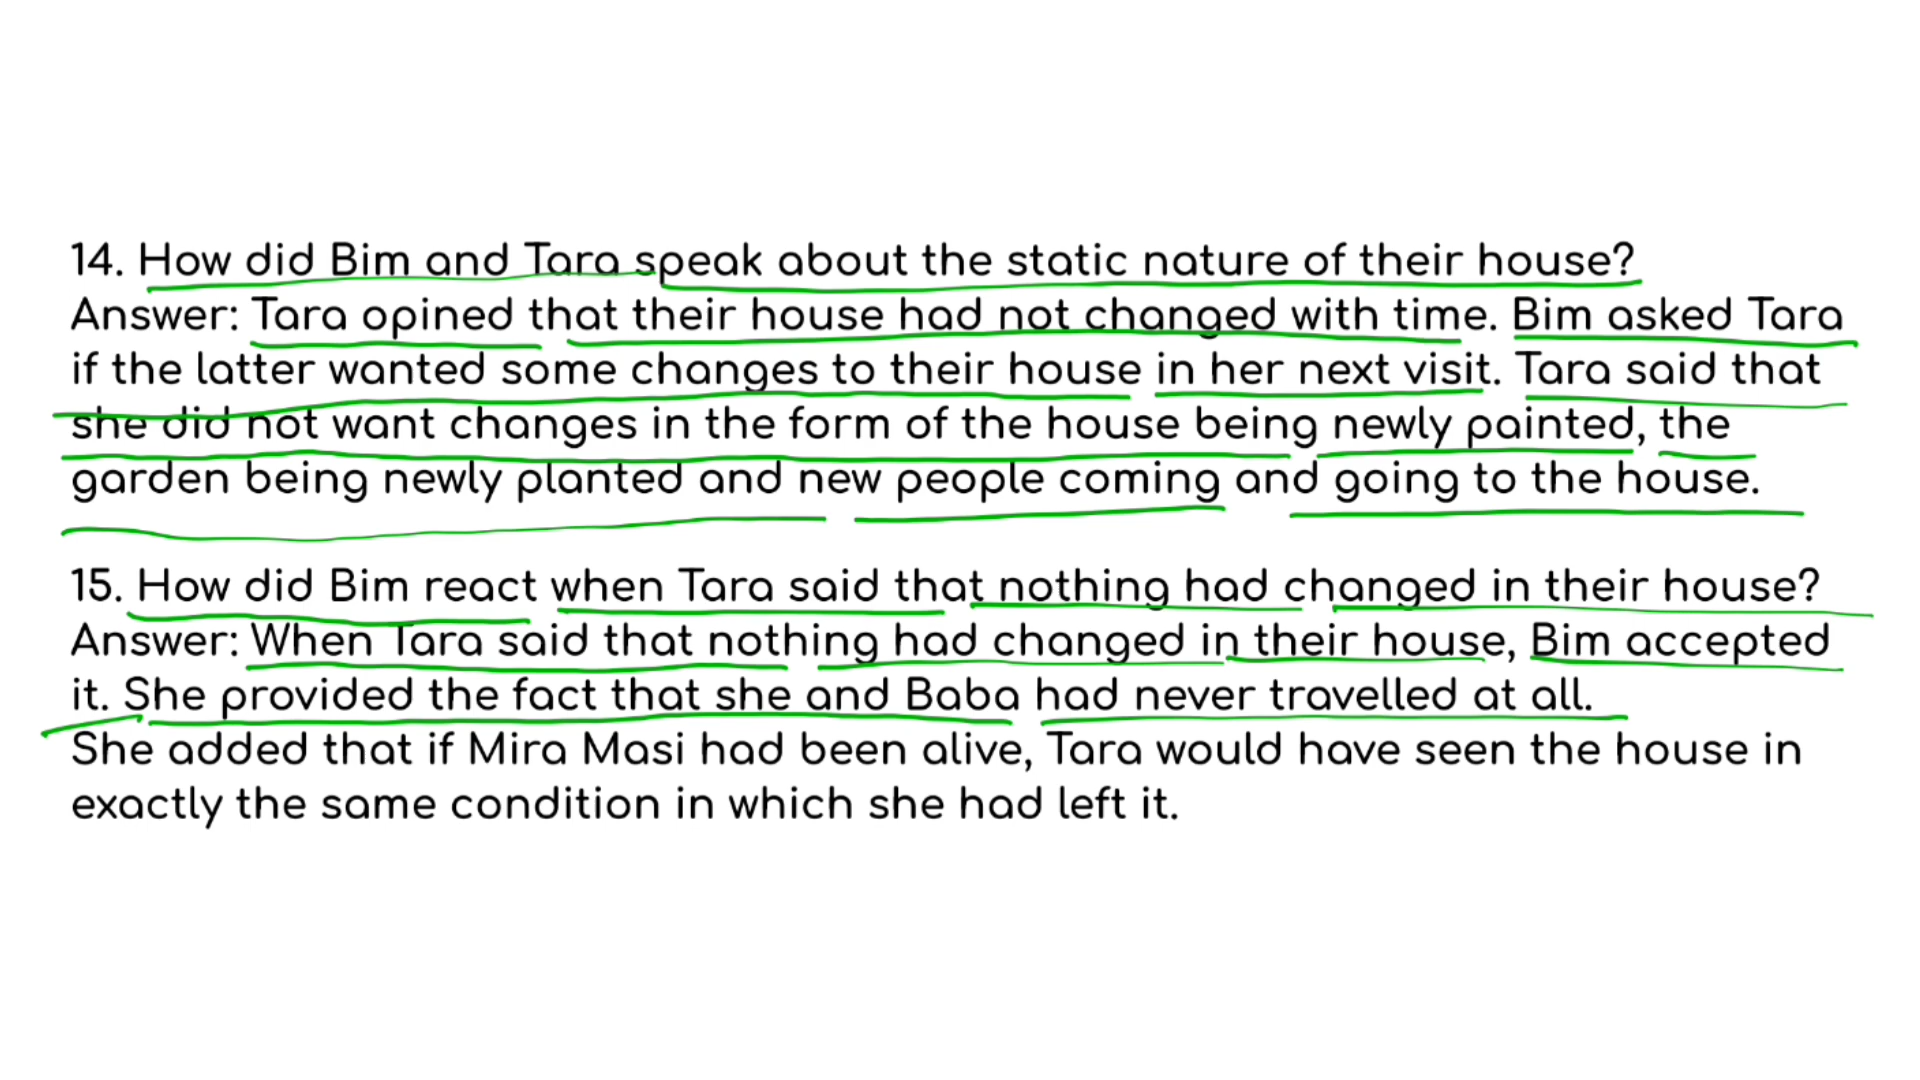 14. How did Bim and Tara speak about the static nature of their house?
Answer: Tara opined that their house had not changed with time. Bim asked Tara
if the latter wanted some changes to their house in her next visit. Tara said that
she did not want changes in the form of the house being newly painted, the
garden being newly planted and new people coming and going to the house.
15. How did Bim react when Tara said that nothing had changed in their house?
Answer: When Tara said that nothing had changed in their house, Bim accepted
it. She provided the fact that she and Baba had never travelled at all.
She added that if Mira Masi had been alive, Tara would have seen the house in
exactly the same condition in which she had left it.